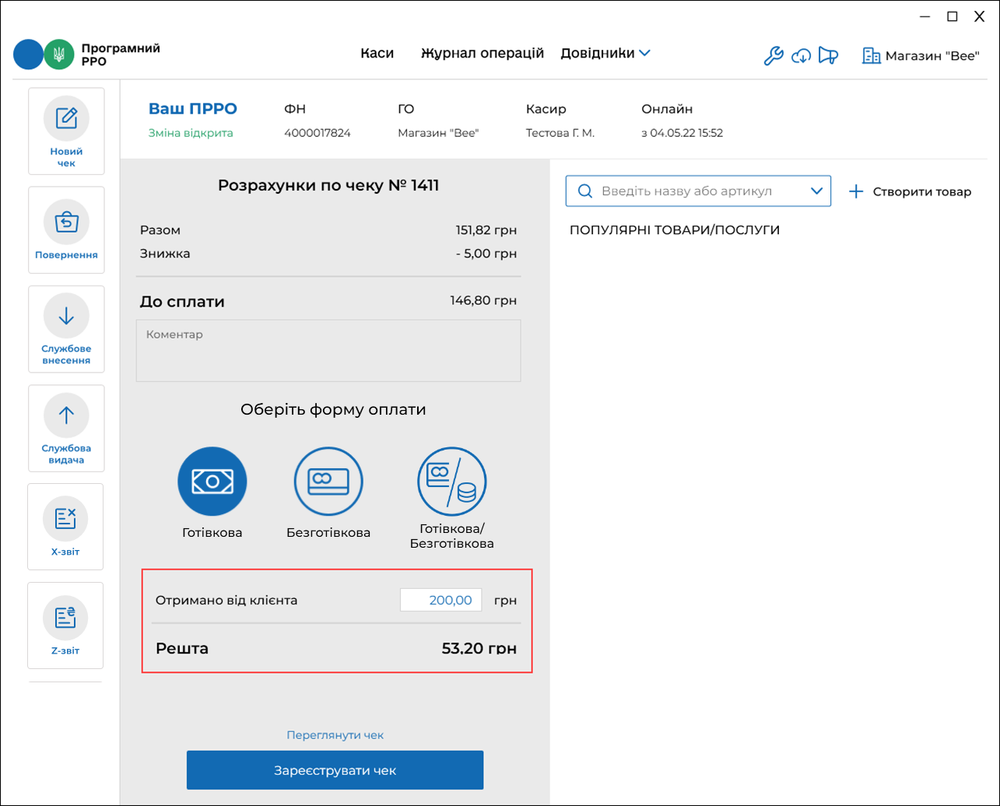 Програмний
РРО
Каси
Журнал операцій
Довідники
Магазин "Bee"
Новий
чек
Повернення
Службове
внесення
Службова
видача
Х-звіт
Z-звіт
Ваш ПРРО
Зміна відкрита
ФН
4000017824
ГО
Магазин "Bee"
Касир
Тестова Г. М.
Онлайн
з 04.05.22 15:52
Розрахунки по чеку № 1411
Разом 151,82 грн
Знижка - 5,00 грн
До сплати 146,80 грн
Коментар
Оберіть форму оплати
Готівкова
Безготівкова
Готівкова/
Безготівкова
Отримано від клієнта 200,00 грн
Решта 53,20 грн
Переглянути чек
Зареєструвати чек
Введіть назву або артикул
Створити товар
ПОПУЛЯРНІ ТОВАРИ/ПОСЛУГИ